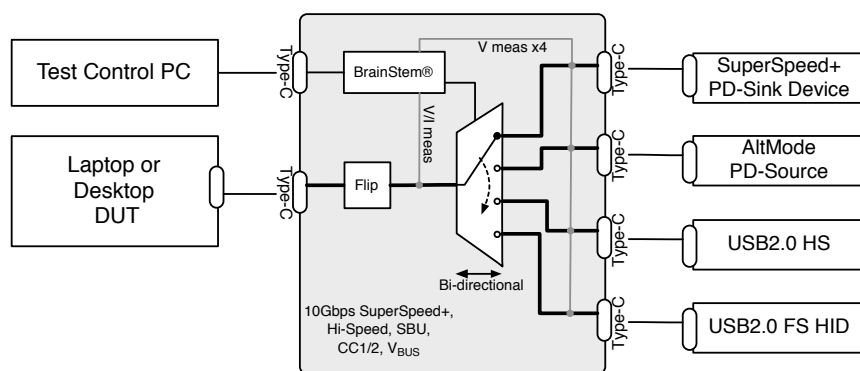 Test Control PC
Type-C
BrainStem®
V meas x4
Type-C
SuperSpeed+
PD-Sink Device
V/I meas
Laptop or
Desktop
DUT
Type-C
Flip
Type-C
AltMode
PD-Source
Type-C
USB2.0 HS
Bi-directional
10Gbps SuperSpeed+,
Hi-Speed, SBU,
CC1/2, VBUS
Type-C
USB2.0 FS HID